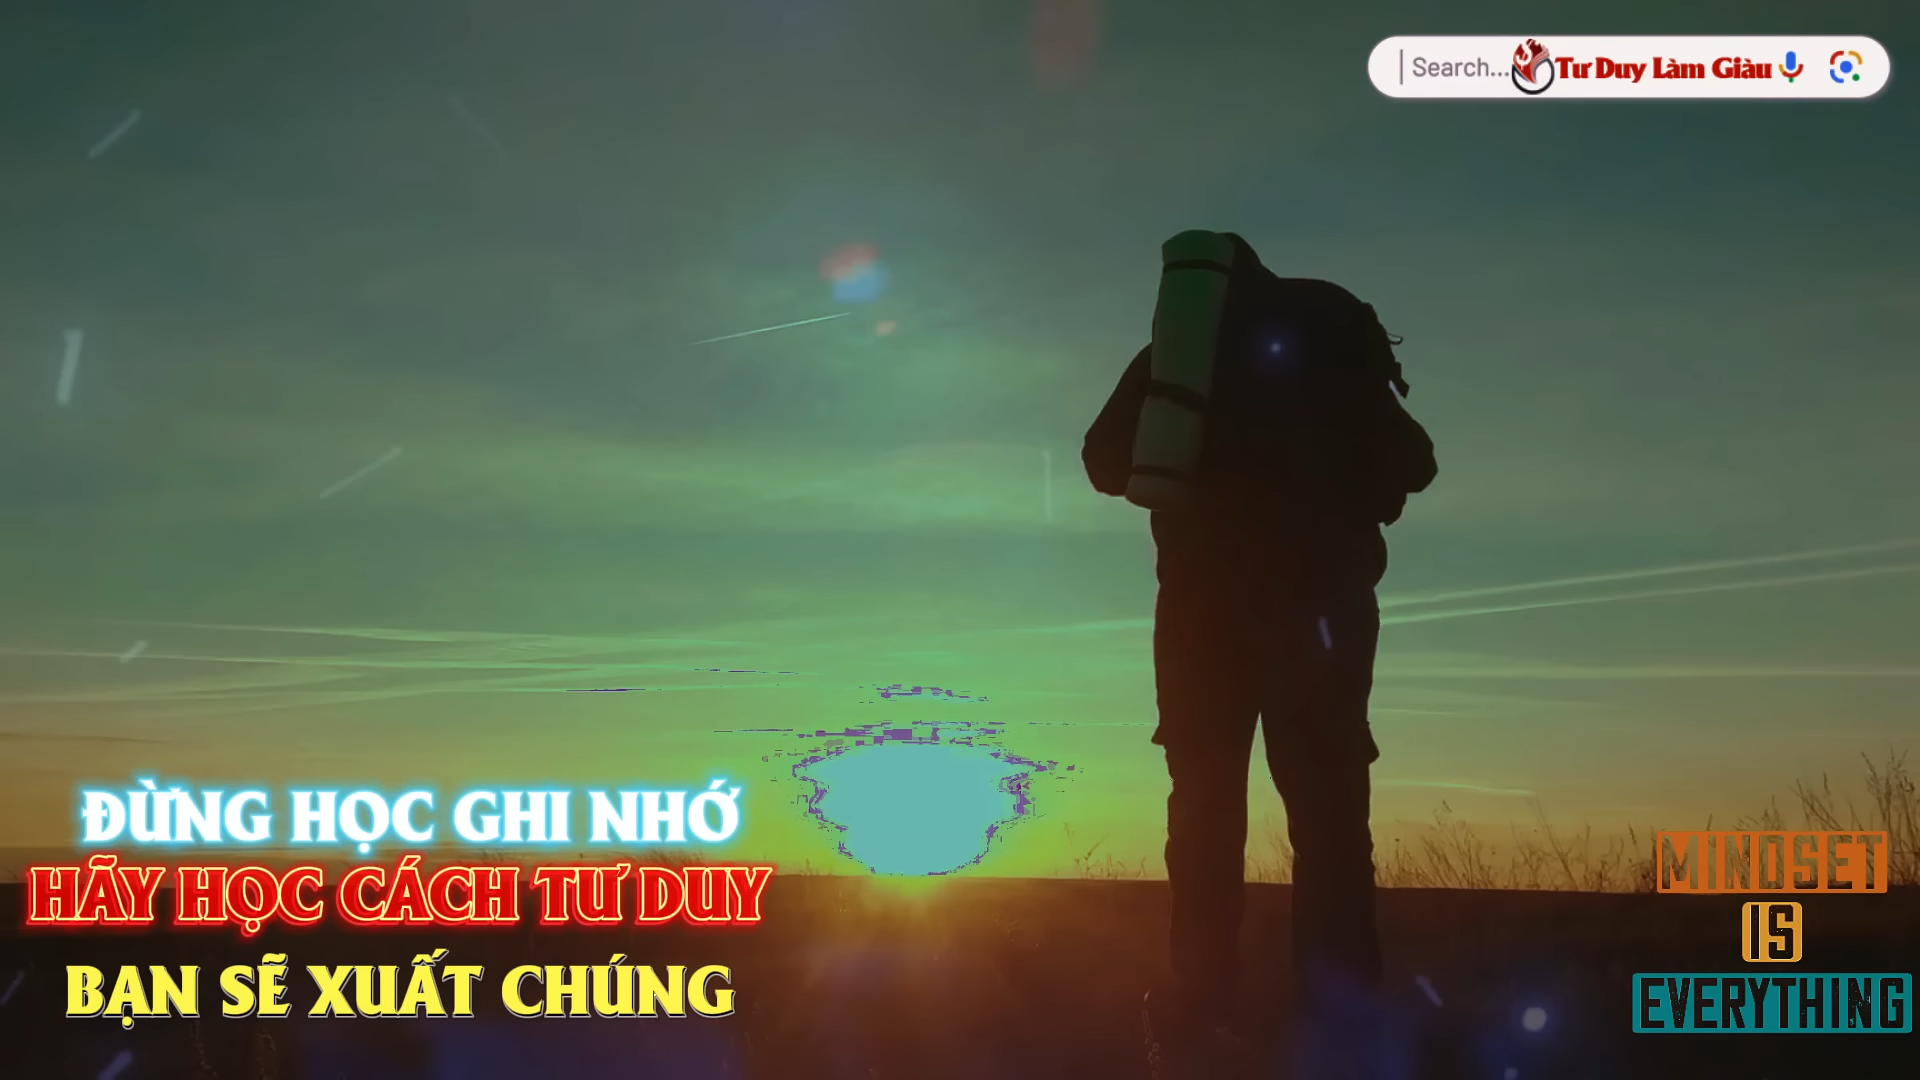 Search... Tư Duy Làm Giàu
ĐỪNG HỌC GHI NHỚ
HÃY HỌC CÁCH TƯ DUY
BẠN SẼ XUẤT CHÚNG
MINDSET
IS
EVERYTHING